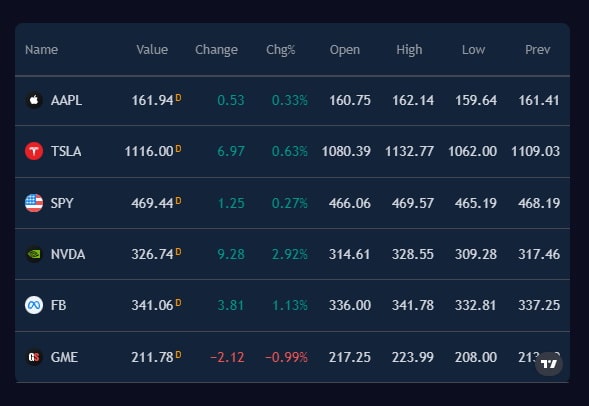 Name Value Change Chg% Open High Low Prev
AAPL 161.94 D 0.53 0.33% 160.75 162.14 159.64 161.41
TSLA 1116.00 D 6.97 0.63% 1080.39 1132.77 1062.00 1109.03
SPY 469.44 D 1.25 0.27% 466.06 469.57 465.19 468.19
NVDA 326.74 D 9.28 2.92% 314.61 328.55 309.28 317.46
FB 341.06 D 3.81 1.13% 336.00 341.78 332.81 337.25
GS GME 211.78 D −2.12 −0.99% 217.25 223.99 208.00